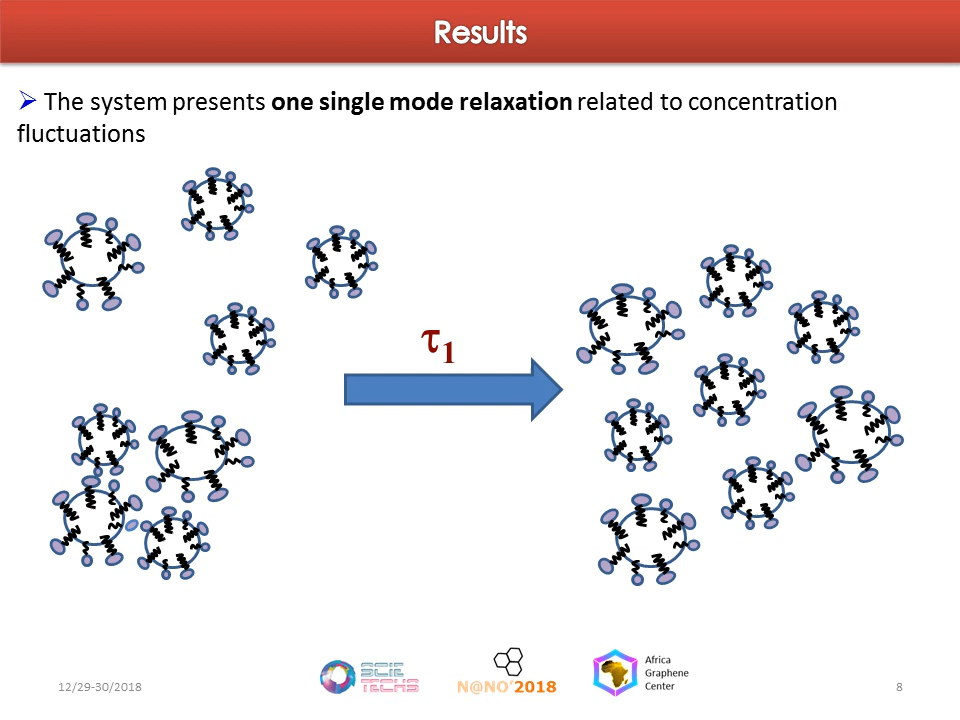 Results
➢ The system presents one single mode relaxation related to concentration
fluctuations
τ1
12/29-30/2018
SCIE
TECHS
N@NO'2018
Africa
Graphene
Center
8